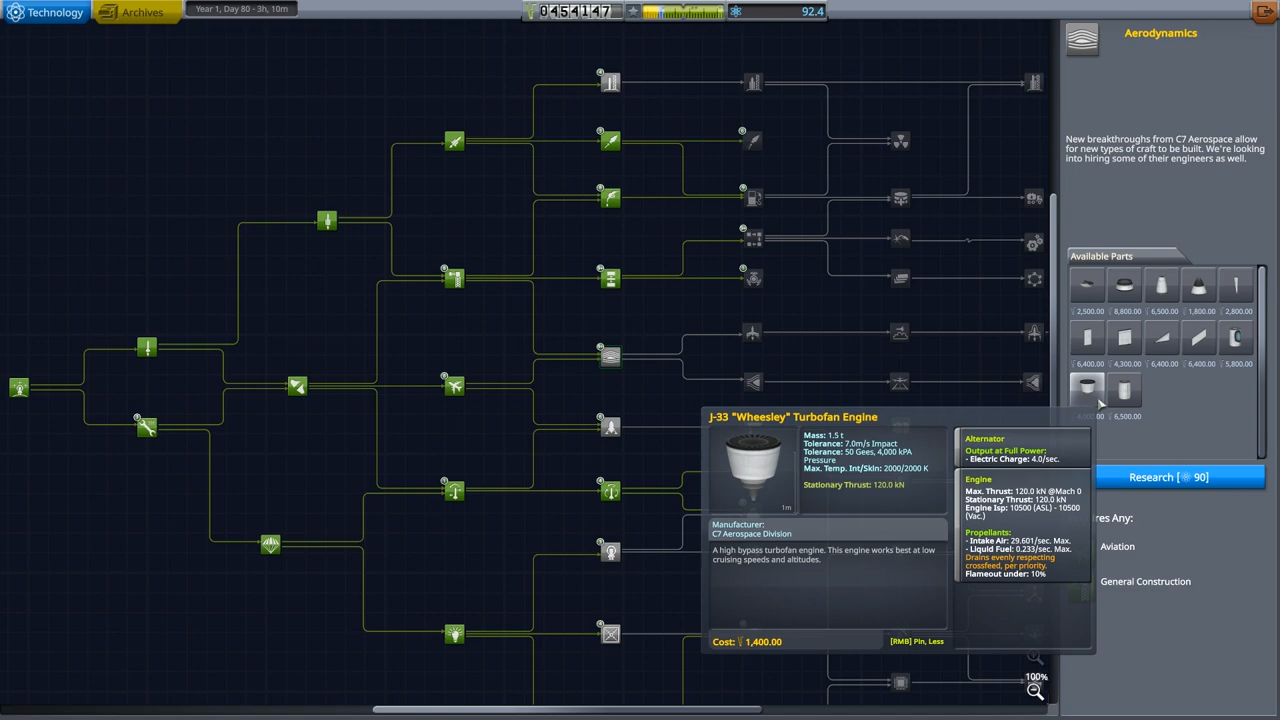 Technology
Archives
Year 1, Day 80 - 3h, 10m
0454147
92.4
Aerodynamics
New breakthroughs from C7 Aerospace allow
for new types of craft to be built. We're looking
into hiring some of their engineers as well.
Available Parts
2,500.00 8,800.00 6,500.00 1,800.00 2,800.00
6,400.00 4,300.00 6,400.00 6,400.00 5,800.00
6,500.00
Research [ 90]
res Any:
Aviation
General Construction
J-33 "Wheesley" Turbofan Engine
Mass: 1.5 t
Tolerance: 7.0m/s Impact
Tolerance: 50 Gees, 4,000 kPA
Pressure
Max. Temp. Int/Skin: 2000/2000 K
Stationary Thrust: 120.0 kN
1m
Manufacturer:
C7 Aerospace Division
A high bypass turbofan engine. This engine works best at low
cruising speeds and altitudes.
Cost: 1,400.00
[RMB] Pin, Less
Alternator
Output at Full Power:
- Electric Charge: 4.0/sec.
Engine
Max. Thrust: 120.0 kN @Mach 0
Stationary Thrust: 120.0 kN
Engine Isp: 10500 (ASL) - 10500
(Vac.)
Propellants:
- Intake Air: 29.601/sec. Max.
- Liquid Fuel: 0.233/sec. Max.
Drains evenly respecting
crossfeed, per priority.
Flameout under: 10%
100%